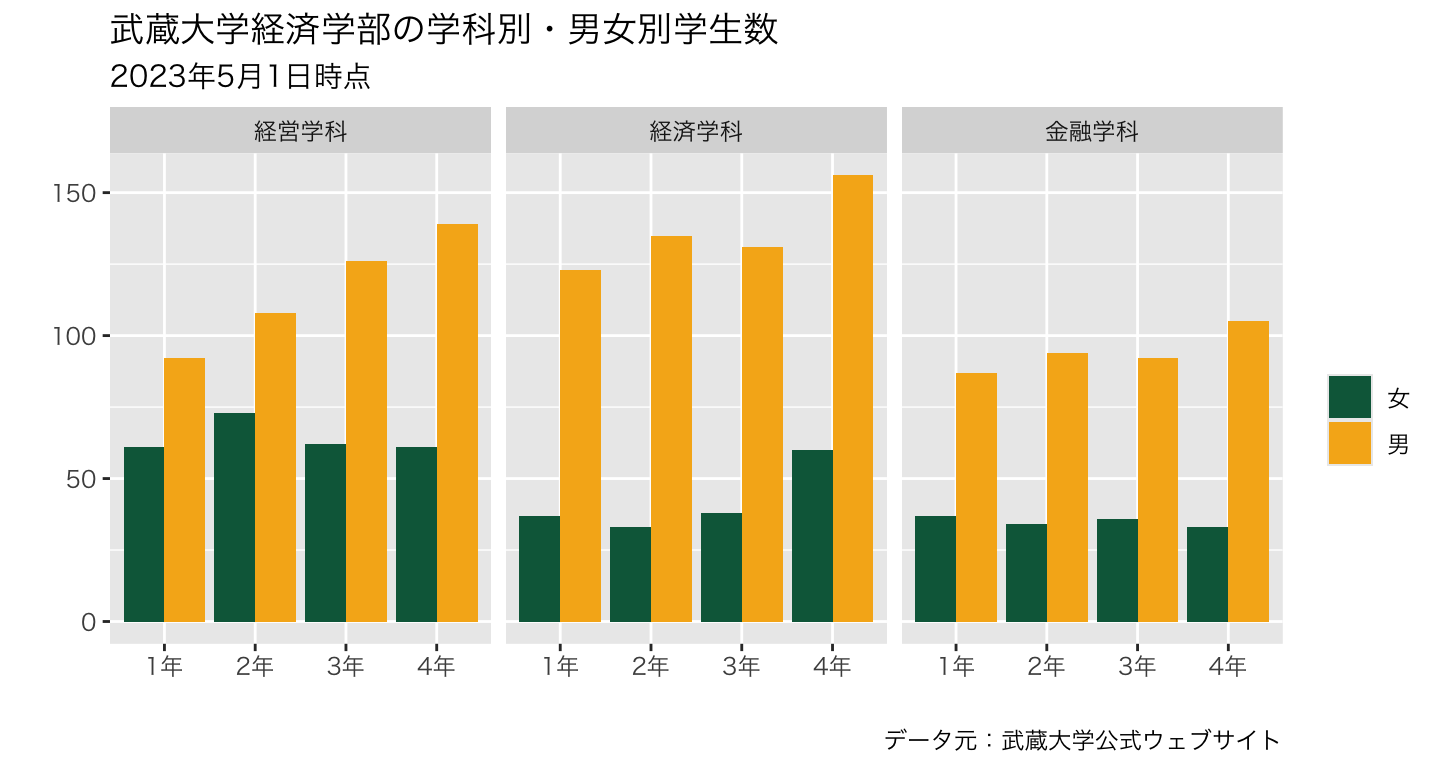 武蔵大学経済学部の学科別・男女別学生数
2023年5月1日時点
経営学科
経済学科
金融学科
150
100
50
0
1年 2年 3年 4年
1年 2年 3年 4年
1年 2年 3年 4年
女
男
データ元：武蔵大学公式ウェブサイト